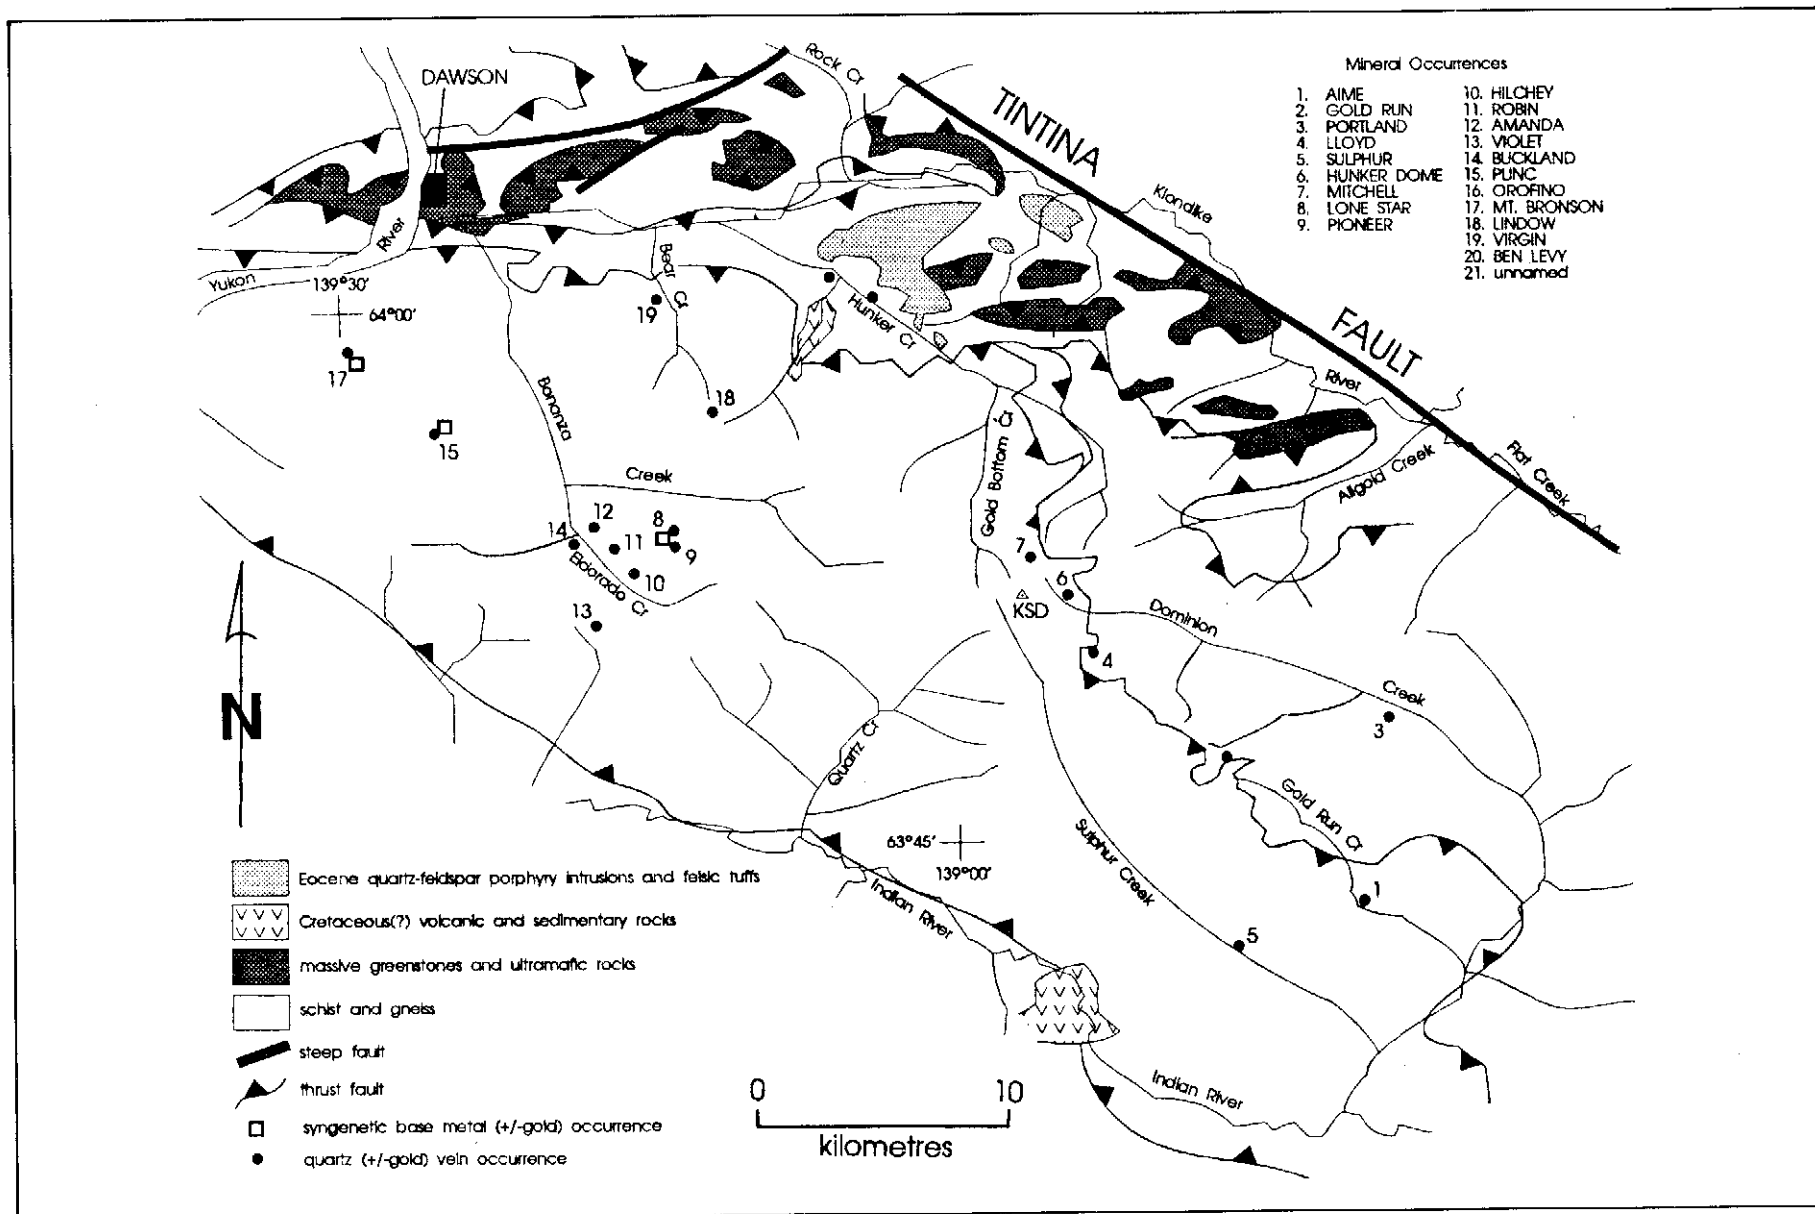 Mineral Occurrences
1. AIME
2. GOLD RUN
3. PORTLAND
4. LLOYD
5. SULPHUR
6. HUNKER DOME
7. MITCHELL
8. LONE STAR
9. PIONEER
10. HILCHEY
11. ROBIN
12. AMANDA
13. VIOLET
14. BUCKLAND
15. PUNC
16. OROFINO
17. MT. BRONSON
18. LINDOW
19. VIRGIN
20. BEN LEVY
21. unnamed
DAWSON
Rock Cr
TINTINA
FAULT
Klondike
River
Yukon
River
139°30'
64°00'
Bear Cr
19
Hunker Cr
17
18
Bonanza
Creek
15
Gold Bottom Cr
Allgold Creek
Flat Creek
12
8
14
11
9
10
Eldorado Cr
13
7
6
KSD
Dominion
Creek
4
3
N
Quartz Cr
Gold Run Cr
63°45'
139°00'
Sulphur Creek
1
5
Indian River
Indian River
Eocene quartz-feldspar porphyry intrusions and felsic tuffs
Cretaceous(?) volcanic and sedimentary rocks
massive greenstones and ultramafic rocks
schist and gneiss
steep fault
thrust fault
syngenetic base metal (+/-gold) occurrence
quartz (+/-gold) vein occurrence
0 10
kilometres